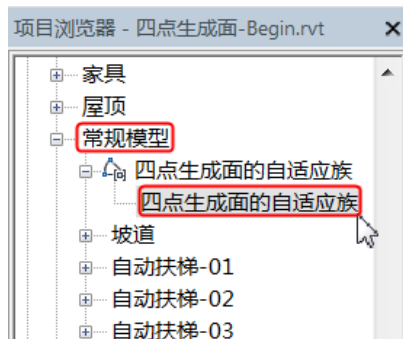 项目浏览器 - 四点生成面-Begin.rvt
家具
屋顶
常规模型
四点生成面的自适应族
四点生成面的自适应族
坡道
自动扶梯-01
自动扶梯-02
自动扶梯-03